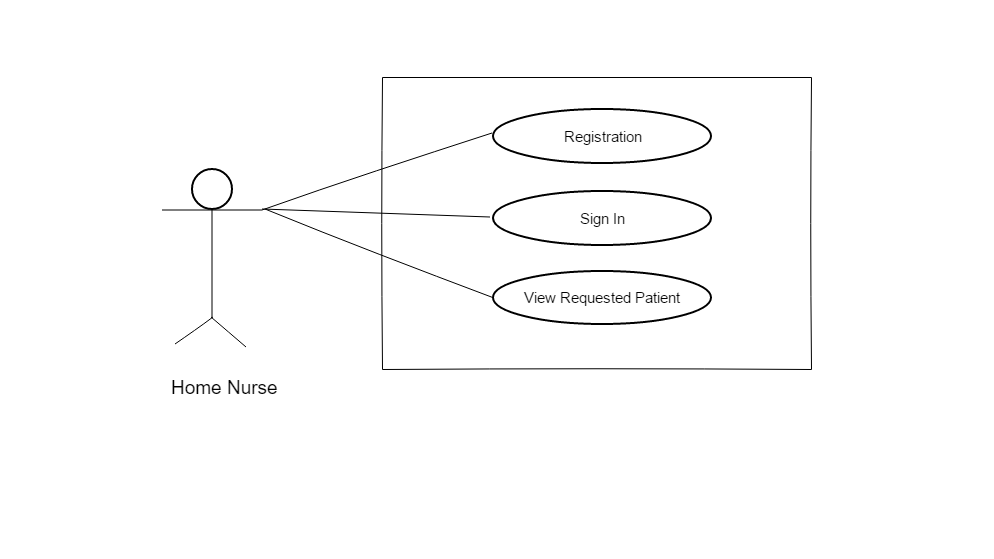 Registration
Sign In
View Requested Patient
Home Nurse